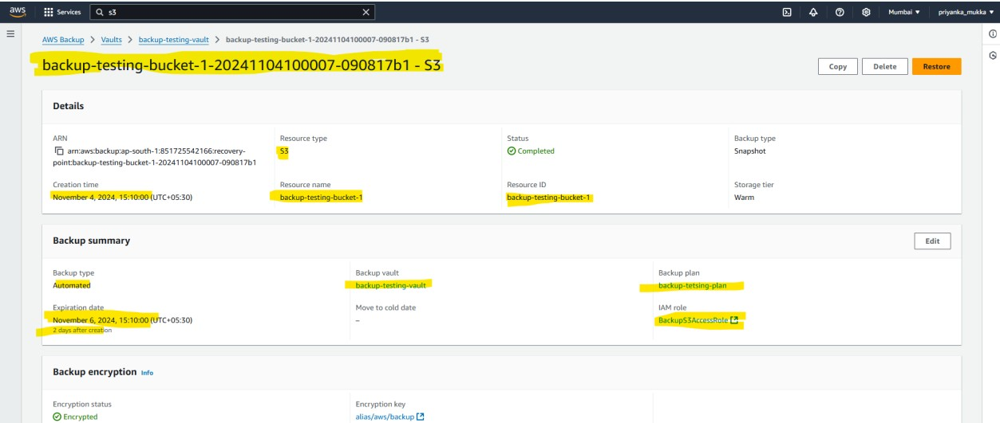 aws Services s3 Mumbai priyanka_mukka
AWS Backup > Vaults > backup-testing-vault > backup-testing-bucket-1-20241104100007-090817b1 - S3
backup-testing-bucket-1-20241104100007-090817b1 - S3
Copy Delete Restore
Details
ARN
arn:aws:backup:ap-south-1:851725542166:recovery-
point:backup-testing-bucket-1-20241104100007-090817b1
Resource type
S3
Status
Completed
Backup type
Snapshot
Creation time
November 4, 2024, 15:10:00 (UTC+05:30)
Resource name
backup-testing-bucket-1
Resource ID
backup-testing-bucket-1
Storage tier
Warm
Backup summary
Edit
Backup type
Automated
Backup vault
backup-testing-vault
Backup plan
backup-tetsing-plan
Expiration date
November 6, 2024, 15:10:00 (UTC+05:30)
2 days after creation
Move to cold date
–
IAM role
BackupS3AccessRole
Backup encryption Info
Encryption status
Encrypted
Encryption key
alias/aws/backup